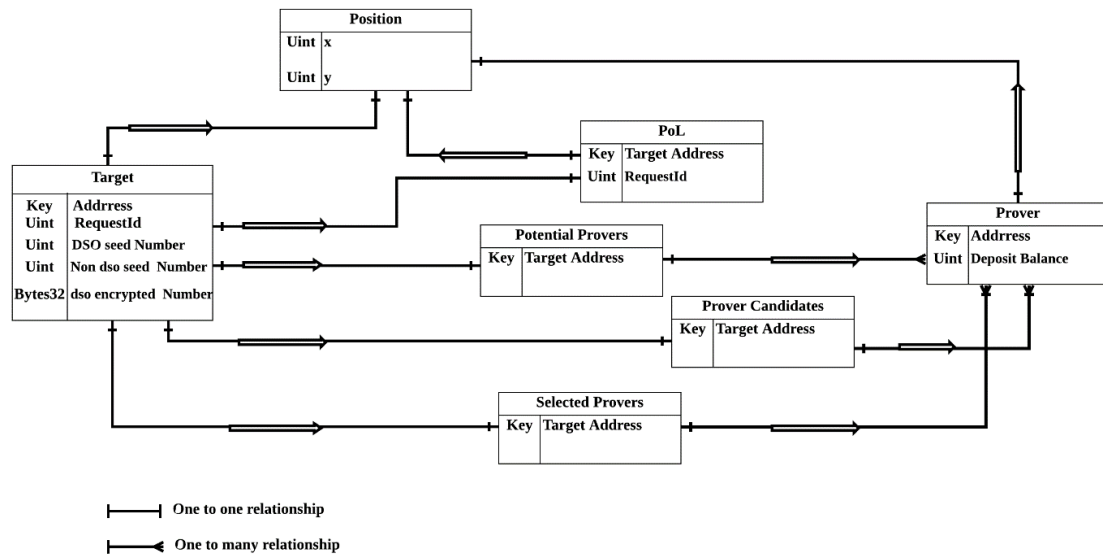 Position
Uint x
Uint y
PoL
Key Target Address
Uint RequestId
Target
Key Addrress
Uint RequestId
Uint DSO seed Number
Uint Non dso seed Number
Bytes32 dso encrypted Number
Potential Provers
Key Target Address
Prover
Key Addrress
Uint Deposit Balance
Prover Candidates
Key Target Address
Selected Provers
Key Target Address
One to one relationship
One to many relationship